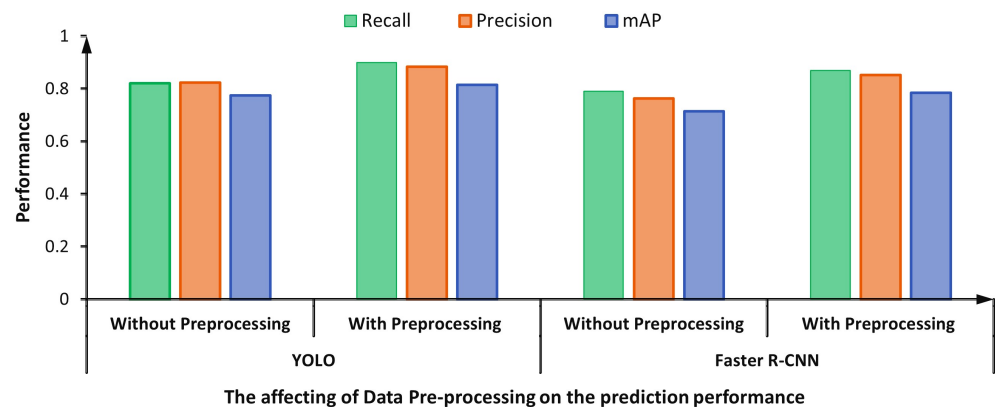 Recall Precision mAP
1
0.8
0.6
0.4
0.2
0
Performance
Without Preprocessing With Preprocessing Without Preprocessing With Preprocessing
YOLO Faster R-CNN
The affecting of Data Pre-processing on the prediction performance